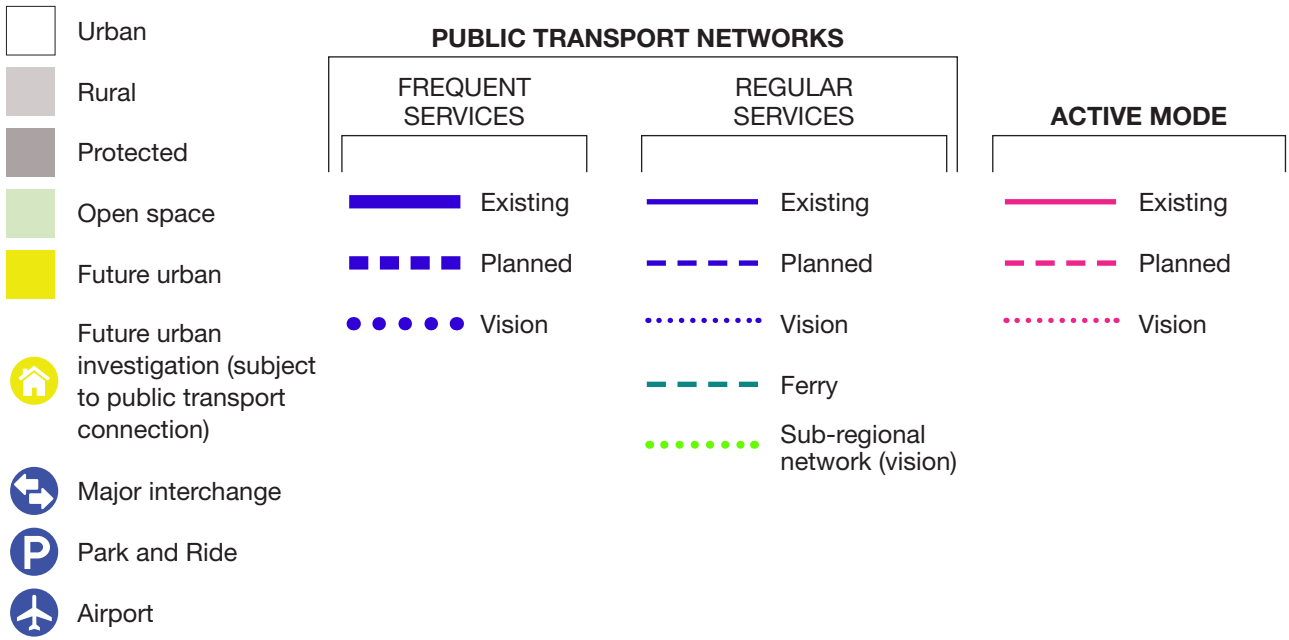 Urban
Rural
Protected
Open space
Future urban
Future urban
investigation (subject
to public transport
connection)
Major interchange
P
Park and Ride
Airport
PUBLIC TRANSPORT NETWORKS
FREQUENT
SERVICES
Existing
Planned
Vision
REGULAR
SERVICES
Existing
Planned
Vision
Ferry
Sub-regional
network (vision)
ACTIVE MODE
Existing
Planned
Vision